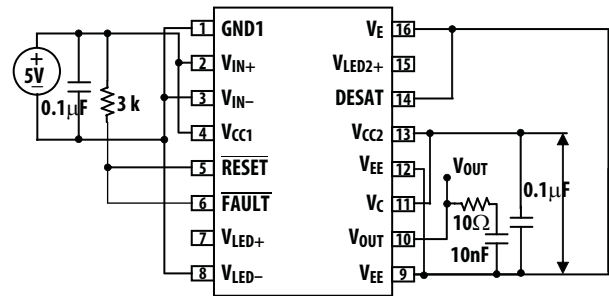 1 GND1
2 VIN+
3 VIN–
4 VCC1
5 RESET
6 FAULT
7 VLED+
8 VLED–
VE 16
VLED2+ 15
DESAT 14
VCC2 13
VEE 12
VC 11
VOUT 10
VEE 9
+
5V
–
0.1μF
3 k
VOUT
0.1μF
10Ω
10nF